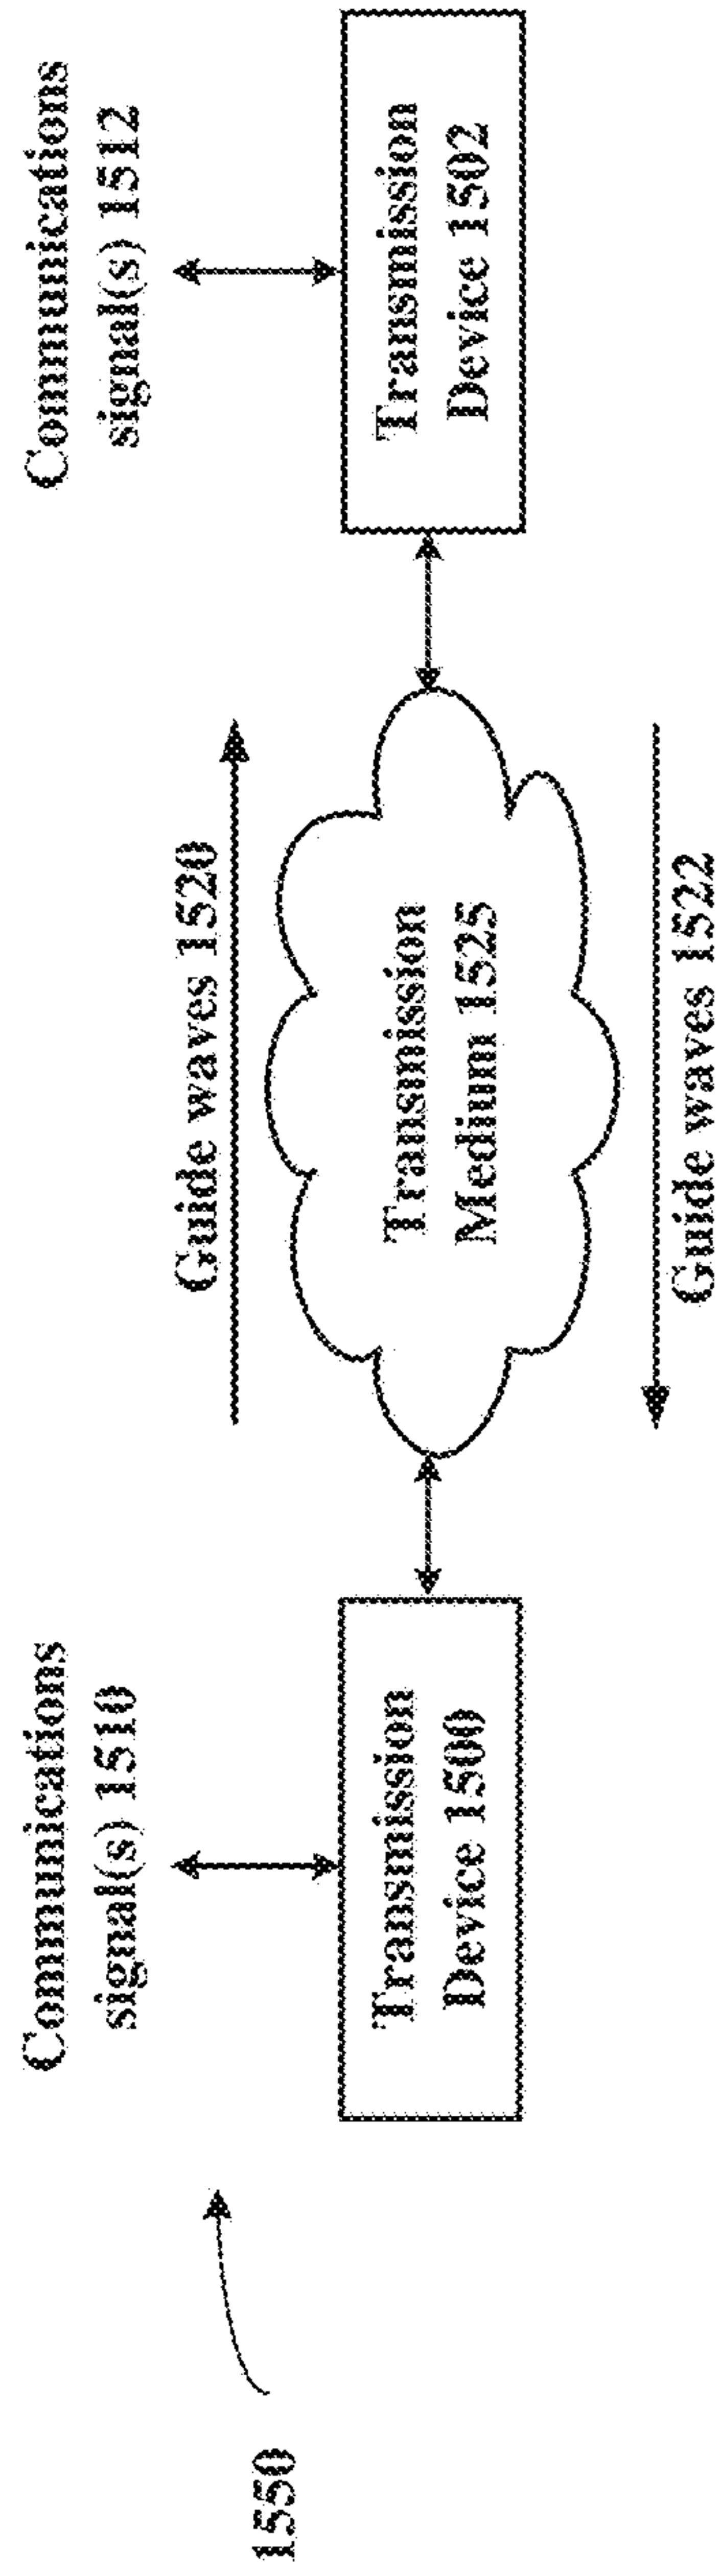 1550
Communications
signal(s) 1510
Transmission
Device 1500
Guide waves 1520
Transmission
Medium 1525
Guide waves 1522
Communications
signal(s) 1512
Transmission
Device 1502